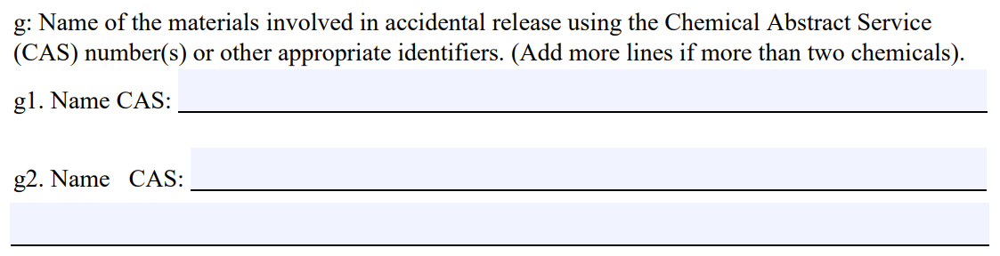 g: Name of the materials involved in accidental release using the Chemical Abstract Service
(CAS) number(s) or other appropriate identifiers. (Add more lines if more than two chemicals).
g1. Name CAS:
g2. Name CAS: